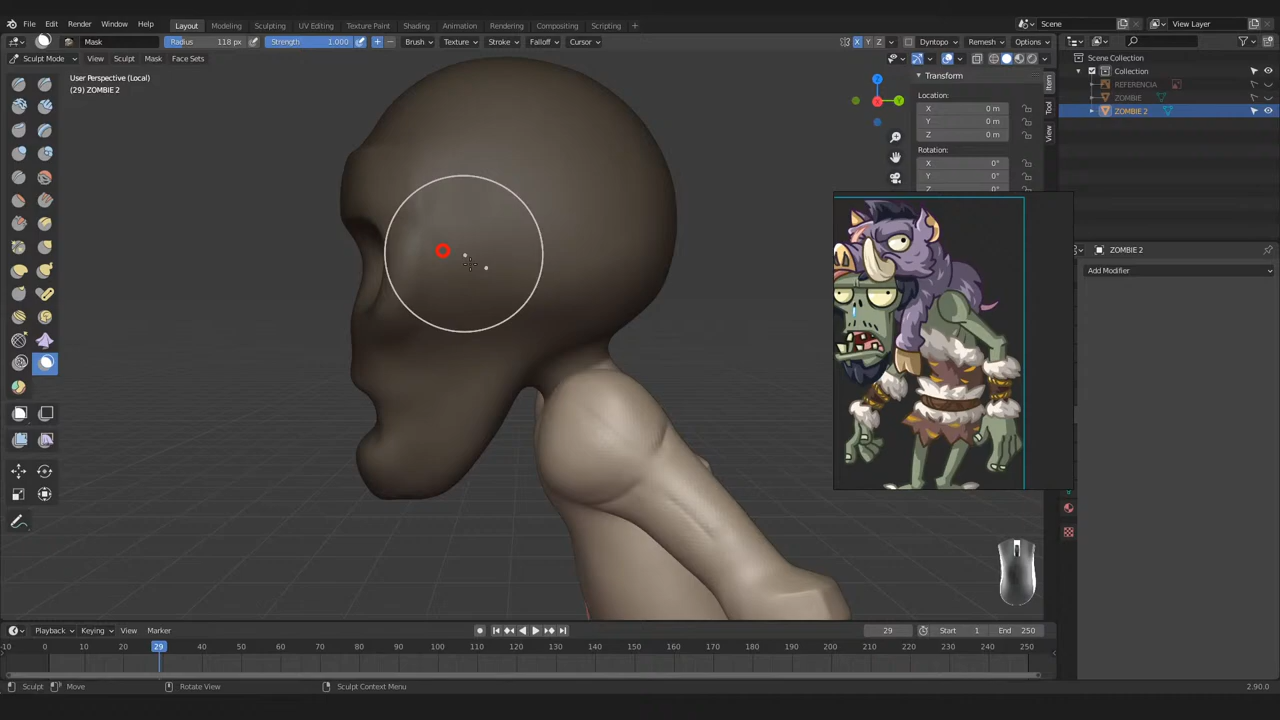 File Edit Render Window Help Layout Modeling Sculpting UV Editing Texture Paint Shading Animation Rendering Compositing Scripting Scene View Layer
Mask Radius 118 px Strength 1.000 Brush Texture Stroke Falloff Cursor X Y Z Dyntopo Remesh Options
Sculpt Mode View Sculpt Mask Face Sets
User Perspective (Local)
(29) ZOMBIE 2
Z
Y
X
Transform
Location:
X 0 m
Y 0 m
Z 0 m
Rotation:
X 0°
Y 0°
Z 0°
Item
Tool
View
Scene Collection
Collection
REFERENCIA
ZOMBIE
ZOMBIE 2
ZOMBIE 2
Add Modifier
Playback Keying View Marker 29 Start 1 End 250
-10 0 10 20 29 40 50 60 70 80 90 100 110 120 130 140 150 160 170 180 190 200 210 220 230 240 250
Sculpt Move Rotate View Sculpt Context Menu 2.90.0